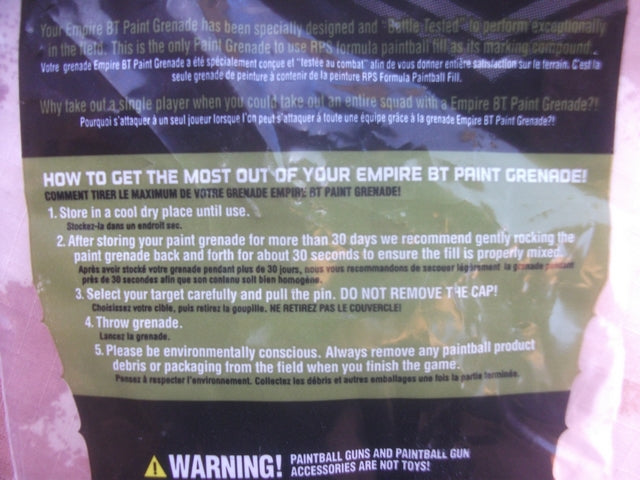 Your Empire BT Paint Grenade has been specially designed and "Battle Tested" to perform exceptionally
in the field. This is the only Paint Grenade to use RPS formula paintball fill as its marking compound.
Votre grenade Empire BT Paint Grenade a été spécialement conçue et "testée au combat" afin de vous donner entière satisfaction sur le terrain. C'est la
seule grenade de peinture à contenir de la peinture RPS Formula Paintball Fill.
Why take out a single player when you could take out an entire squad with a Empire BT Paint Grenade?!
Pourquoi s'attaquer à un seul joueur lorsque l'on peut s'attaquer à toute une équipe grâce à la grenade Empire BT Paint Grenade?!
HOW TO GET THE MOST OUT OF YOUR EMPIRE BT PAINT GRENADE!
COMMENT TIRER LE MAXIMUM DE VOTRE GRENADE EMPIRE BT PAINT GRENADE!
1. Store in a cool dry place until use.
Stockez-la dans un endroit sec.
2. After storing your paint grenade for more than 30 days we recommend gently rocking the
paint grenade back and forth for about 30 seconds to ensure the fill is properly mixed.
Après avoir stocké votre grenade pendant plus de 30 jours, nous vous recommandons de secouer légèrement la grenade pendant
près de 30 secondes afin que son contenu soit bien homogène.
3. Select your target carefully and pull the pin. DO NOT REMOVE THE CAP!
Choisissez votre cible, puis retirez la goupille. NE RETIREZ PAS LE COUVERCLE!
4. Throw grenade.
Lancez la grenade.
5. Please be environmentally conscious. Always remove any paintball product
debris or packaging from the field when you finish the game.
Pensez à respecter l'environnement. Collectez les débris et autres emballages une fois la partie terminée.
WARNING! PAINTBALL GUNS AND PAINTBALL GUN
ACCESSORIES ARE NOT TOYS!